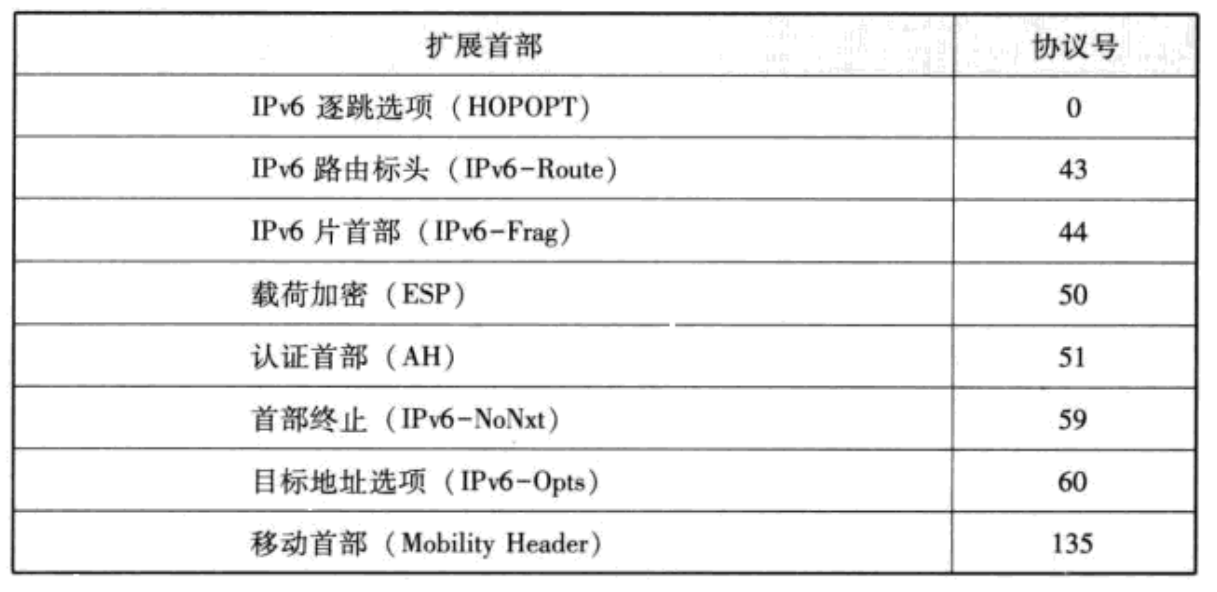 扩展首部 协议号
IPv6 逐跳选项（HOPOPT） 0
IPv6 路由标头（IPv6-Route） 43
IPv6 片首部（IPv6-Frag） 44
载荷加密（ESP） 50
认证首部（AH） 51
首部终止（IPv6-NoNxt） 59
目标地址选项（IPv6-Opts） 60
移动首部（Mobility Header） 135